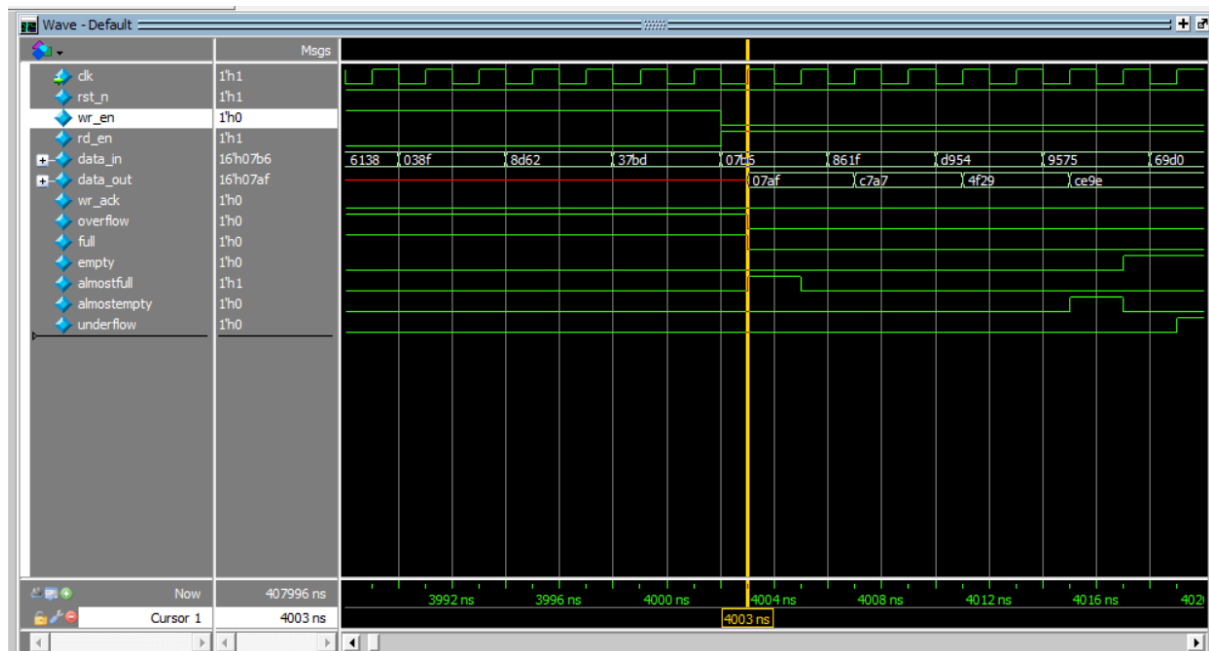 Wave - Default
Msgs
clk 1'h1
rst_n 1'h1
wr_en 1'h0
rd_en 1'h1
data_in 16'h07b6 6138 038f 8d62 37bd 07b6 861f d954 9575 69d0
data_out 16'h07af 07af c7a7 4f29 ce9e
wr_ack 1'h0
overflow 1'h0
full 1'h0
empty 1'h0
almostfull 1'h1
almostempty 1'h0
underflow 1'h0
Now 407996 ns 3992 ns 3996 ns 4000 ns 4004 ns 4008 ns 4012 ns 4016 ns 402
Cursor 1 4003 ns 4003 ns